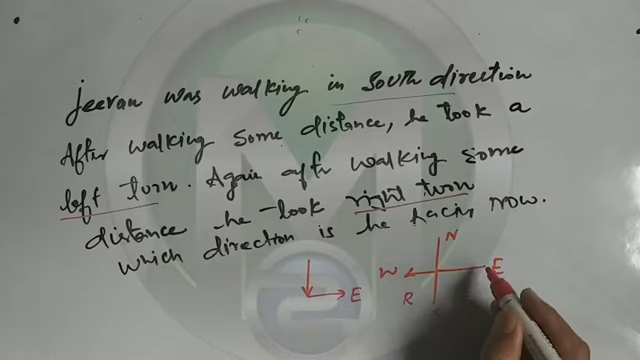 Jeevan was walking in South direction
After walking some distance, he took a
left turn. Again aftr walking some
distance he took right turn
which direction is he facing now.
N
W E
E
R
S